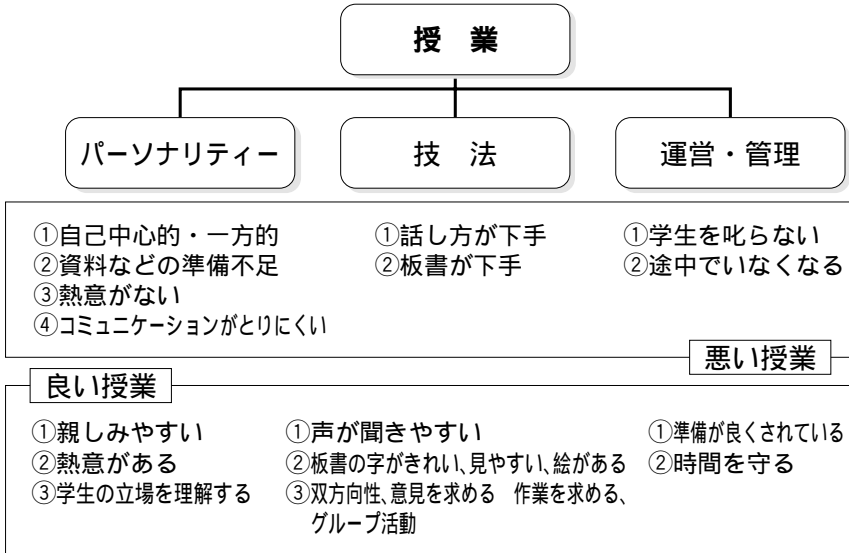 授　業
パーソナリティー
技　法
運営・管理
①自己中心的・一方的
②資料などの準備不足
③熱意がない
④コミュニケーションがとりにくい
①話し方が下手
②板書が下手
①学生を叱らない
②途中でいなくなる
悪い授業
良い授業
①親しみやすい
②熱意がある
③学生の立場を理解する
①声が聞きやすい
②板書の字がきれい、見やすい、絵がある
③双方向性、意見を求める　作業を求める、
グループ活動
①準備が良くされている
②時間を守る